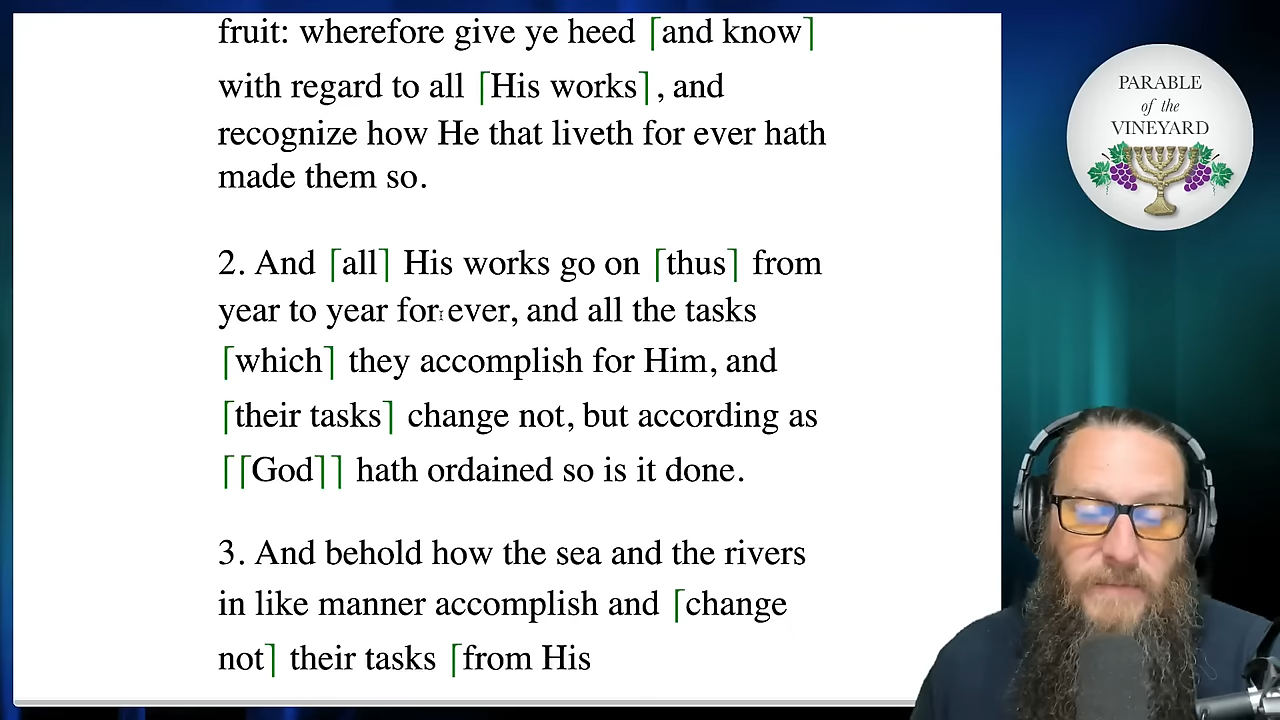 fruit: wherefore give ye heed ⌈and know⌉
with regard to all ⌈His works⌉, and
recognize how He that liveth for ever hath
made them so.
2. And ⌈all⌉ His works go on ⌈thus⌉ from
year to year for ever, and all the tasks
⌈which⌉ they accomplish for Him, and
⌈their tasks⌉ change not, but according as
⌈⌈God⌉⌉ hath ordained so is it done.
3. And behold how the sea and the rivers
in like manner accomplish and ⌈change
not⌉ their tasks ⌈from His
PARABLE
of the
VINEYARD